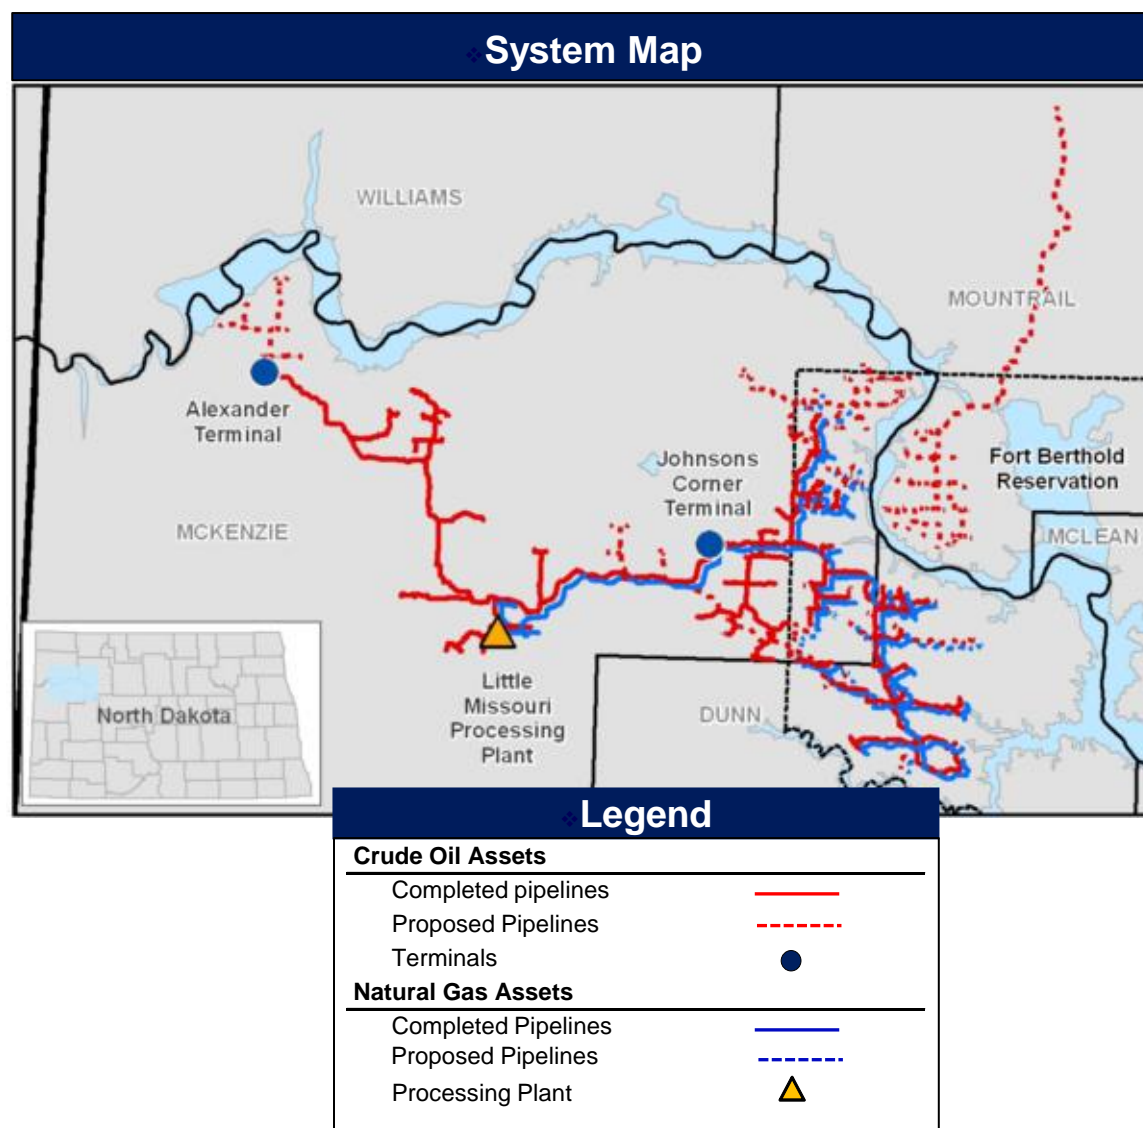 ❖System Map
WILLIAMS
MOUNTRAIL
Alexander
Terminal
Johnsons
Corner
Terminal
Fort Berthold
Reservation
MCKENZIE
MCLEAN
North Dakota
Little
Missouri
Processing
Plant
DUNN
❖Legend
Crude Oil Assets
Completed pipelines
Proposed Pipelines
Terminals
Natural Gas Assets
Completed Pipelines
Proposed Pipelines
Processing Plant